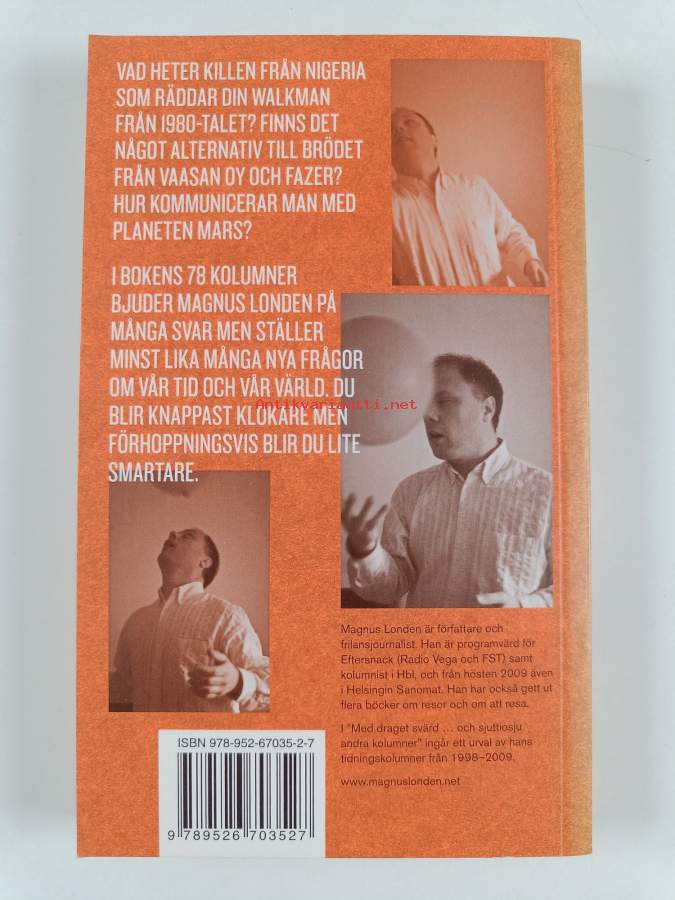 VAD HETER KILLEN FRÅN NIGERIA
SOM RÄDDAR DIN WALKMAN
FRÅN 1980-TALET? FINNS DET
NÅGOT ALTERNATIV TILL BRÖDET
FRÅN VAASAN OY OCH FAZER?
HUR KOMMUNICERAR MAN MED
PLANETEN MARS?
I BOKENS 78 KOLUMNER
BJUDER MAGNUS LONDEN PÅ
MÅNGA SVAR MEN STÄLLER
MINST LIKA MÅNGA NYA FRÅGOR
OM VÅR TID OCH VÅR VÄRLD. DU
BLIR KNAPPAST KLOKARE MEN
FÖRHOPPNINGSVIS BLIR DU LITE
SMARTARE.
Antikvariaatti.net
Magnus Londen är författare och
frilansjournalist. Han är programvärd för
Eftersnack (Radio Vega och FST) samt
kolumnist i Hbl, och från hösten 2009 även
i Helsingin Sanomat. Han har också gett ut
flera böcker om resor och om att resa.
I "Med draget svärd ... och sjuttiosju
andra kolumner" ingår ett urval av hans
tidningskolumner från 1998–2009.
www.magnuslonden.net
ISBN 978-952-67035-2-7
9 789526 703527